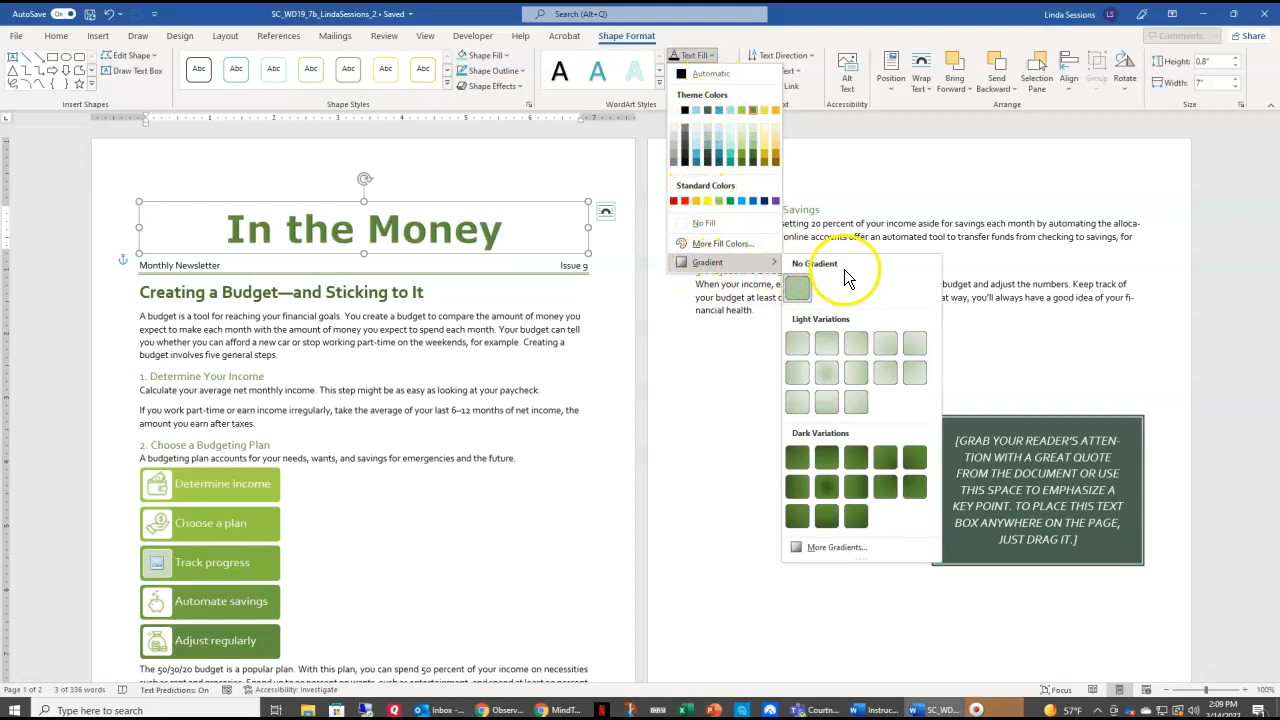 AutoSave On
SC_WD19_7b_LindaSessions_2 • Saved
Search (Alt+Q)
Linda Sessions LS
File Home Insert Draw Design Layout References Mailings Review View Developer Help Acrobat Shape Format
Comments Share
Edit Shape
Draw Text Box
Insert Shapes
Abc Abc Abc Abc Abc Abc Abc
Shape Fill
Shape Outline
Shape Effects
Shape Styles
A A A
WordArt Styles
Text Fill
Text Direction
Alt Text
Accessibility
Position
Wrap Text
Bring Forward
Send Backward
Selection Pane
Align
Group
Rotate
Arrange
Height: 0.8"
Width: 7"
Size
Automatic
Theme Colors
Standard Colors
No Fill
More Fill Colors...
Gradient
No Gradient
Light Variations
Dark Variations
More Gradients...
In the Money
Monthly Newsletter Issue 9
Creating a Budget—and Sticking to It
A budget is a tool for reaching your financial goals. You create a budget to compare the amount of money you
expect to make each month with the amount of money you expect to spend each month. Your budget can tell
you whether you can afford a new car or stop working part-time on the weekends, for example. Creating a
budget involves five general steps.
1. Determine Your Income
Calculate your average net monthly income. This step might be as easy as looking at your paycheck.
If you work part-time or earn income irregularly, take the average of your last 6–12 months of net income, the
amount you earn after taxes.
2. Choose a Budgeting Plan
A budgeting plan accounts for your needs, wants, and savings for emergencies and the future.
Determine income
Choose a plan
Track progress
Automate savings
Adjust regularly
The 50/30/20 budget is a popular plan. With this plan, you can spend 50 percent of your income on necessities
Savings
setting 20 percent of your income aside for savings each month by automating the alloca-
online accounts offer an automated tool to transfer funds from checking to savings, for
When your income, e
budget and adjust the numbers. Keep track of
your budget at least
at way, you'll always have a good idea of your fi-
nancial health.
[GRAB YOUR READER'S ATTEN-
TION WITH A GREAT QUOTE
FROM THE DOCUMENT OR USE
THIS SPACE TO EMPHASIZE A
KEY POINT. TO PLACE THIS TEXT
BOX ANYWHERE ON THE PAGE,
JUST DRAG IT.]
Page 1 of 2 3 of 336 words Text Predictions: On Accessibility: Investigate Focus 100%
Type here to search
Outlook -
Observ...
MindT...
Courtn...
Instruc...
SC_WD...
57°F
2:09 PM